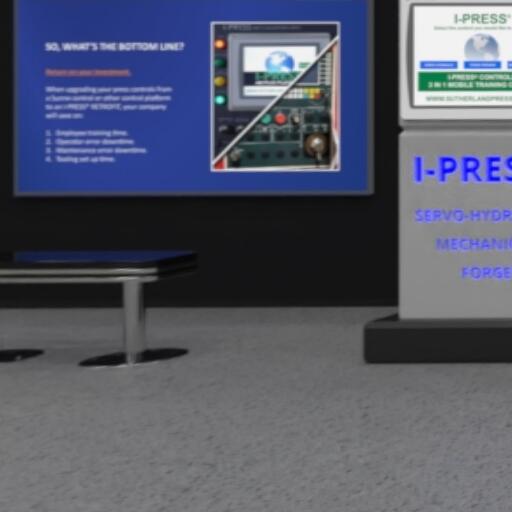 SO, WHAT'S THE BOTTOM LINE?
Return on your investment.
When upgrading your press controls from
a Sunne control or other control platform
to an I-PRESS® RETROFIT, your company
will save on:
1. Employee training time.
2. Operator error downtime.
3. Maintenance error downtime.
4. Tooling set up time.
I-PRESS
I-PRESS
I-PRESS®
I-PRESS® CONTROL
3 IN 1 MOBILE TRAINING
WWW.SUTHERLANDPRESS
I-PRES
SERVO-HYDR
MECHANI
FORGE